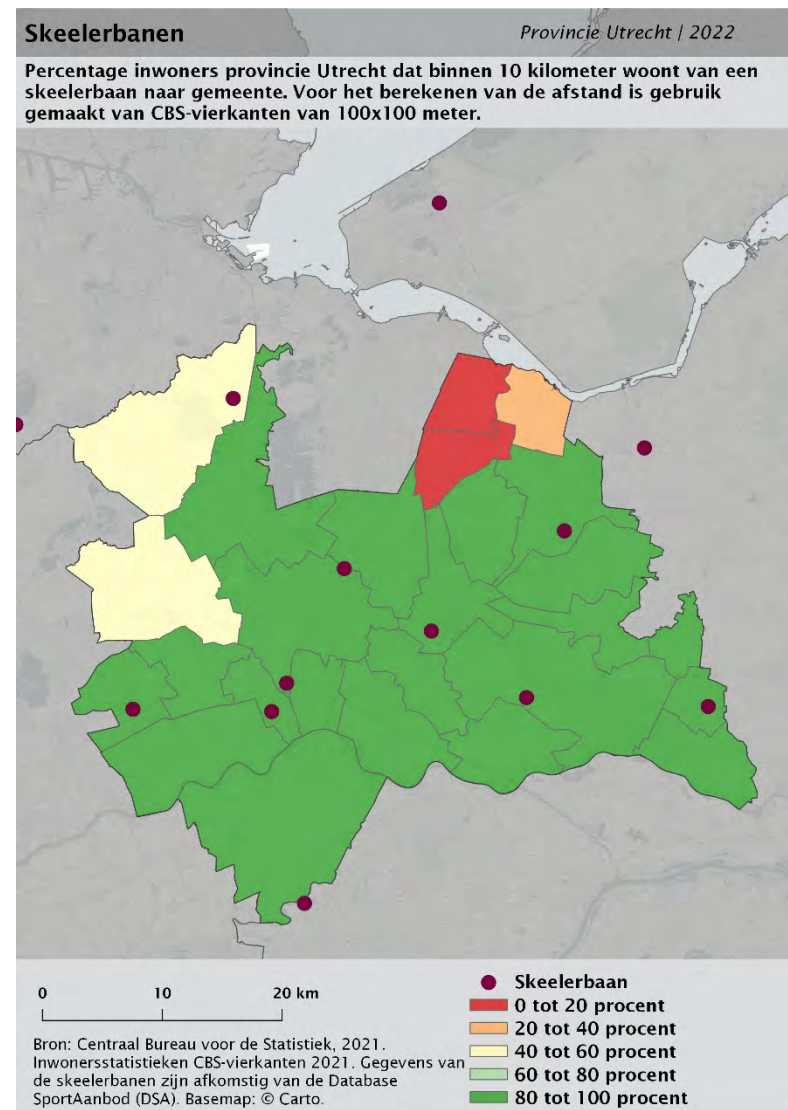 Skeelerbanen
Provincie Utrecht | 2022
Percentage inwoners provincie Utrecht dat binnen 10 kilometer woont van een
skeelerbaan naar gemeente. Voor het berekenen van de afstand is gebruik
gemaakt van CBS-vierkanten van 100x100 meter.
0 10 20 km
Bron: Centraal Bureau voor de Statistiek, 2021.
Inwonersstatistieken CBS-vierkanten 2021. Gegevens van
de skeelerbanen zijn afkomstig van de Database
SportAanbod (DSA). Basemap: © Carto.
Skeelerbaan
0 tot 20 procent
20 tot 40 procent
40 tot 60 procent
60 tot 80 procent
80 tot 100 procent